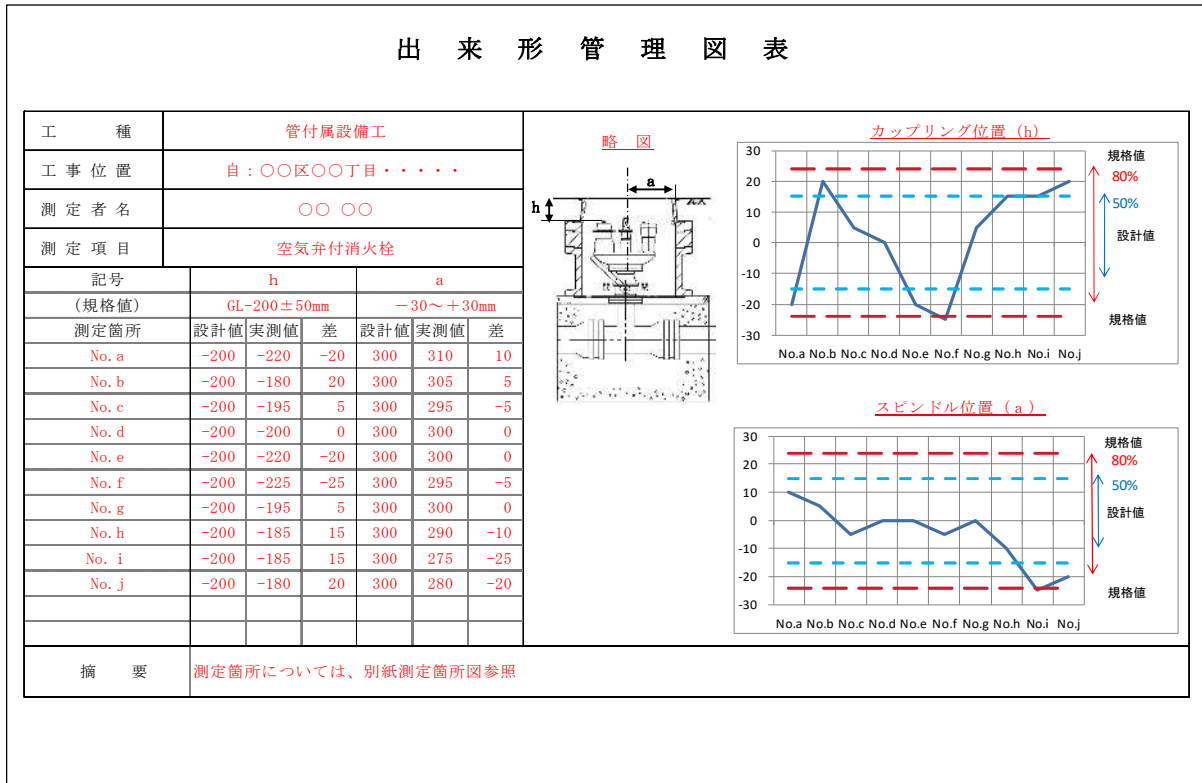 出来形管理図表
工種 管付属設備工
工事位置 自：〇〇区〇〇丁目・・・・・
測定者名 〇〇 〇〇
測定項目 空気弁付消火栓
記号 h a
(規格値) GL-200±50mm －30～＋30mm
測定箇所 設計値 実測値 差 設計値 実測値 差
No.a -200 -220 -20 300 310 10
No.b -200 -180 20 300 305 5
No.c -200 -195 5 300 295 -5
No.d -200 -200 0 300 300 0
No.e -200 -220 -20 300 300 0
No.f -200 -225 -25 300 295 -5
No.g -200 -195 5 300 300 0
No.h -200 -185 15 300 290 -10
No.i -200 -185 15 300 275 -25
No.j -200 -180 20 300 280 -20
摘要 測定箇所については、別紙測定箇所図参照
略図
a
h
カップリング位置（h）
30
20
10
0
-10
-20
-30
No.a No.b No.c No.d No.e No.f No.g No.h No.i No.j
規格値
80%
50%
設計値
規格値
スピンドル位置（a）
30
20
10
0
-10
-20
-30
No.a No.b No.c No.d No.e No.f No.g No.h No.i No.j
規格値
80%
50%
設計値
規格値